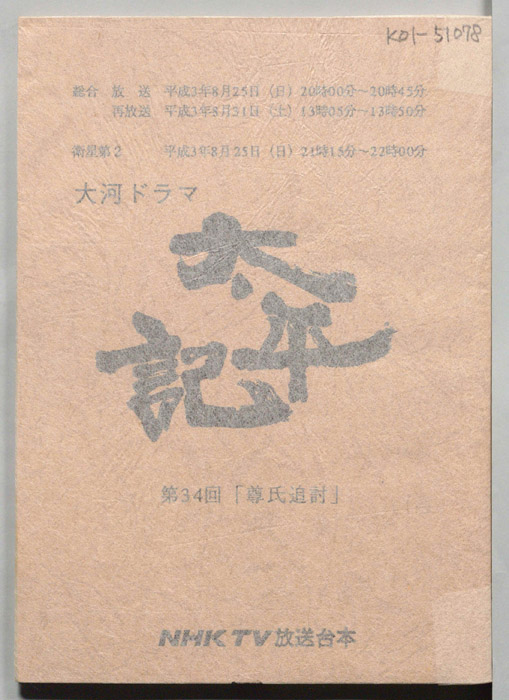 K01-51078
総合 放送 平成3年8月25日（日）20時00分〜20時45分
再放送 平成3年8月31日（土）13時05分〜13時50分
衛星第2 平成3年8月25日（日）21時15分〜22時00分
大河ドラマ
太平記
第34回「尊氏追討」
NHK TV 放送台本